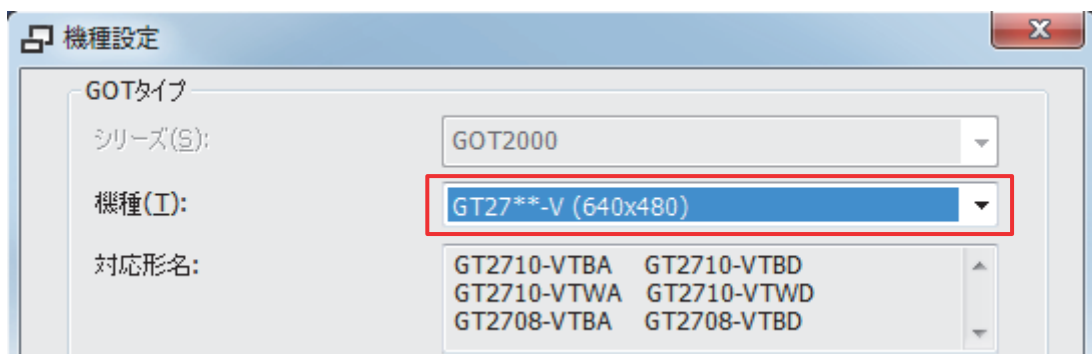 機種設定
GOTタイプ
シリーズ(S): GOT2000
機種(T): GT27**-V (640x480)
対応形名: GT2710-VTBA GT2710-VTBD
GT2710-VTWA GT2710-VTWD
GT2708-VTBA GT2708-VTBD